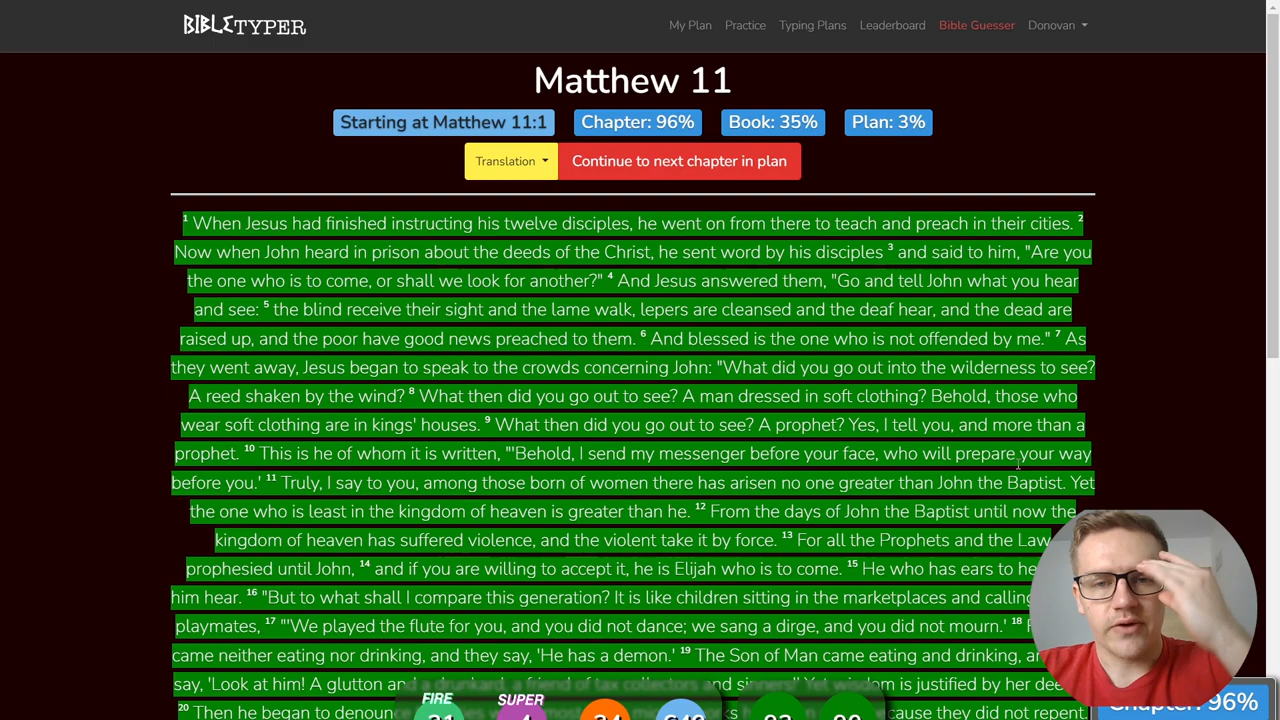 BIBLETYPER
My Plan Practice Typing Plans Leaderboard Bible Guesser Donovan
Matthew 11
Starting at Matthew 11:1 Chapter: 96% Book: 35% Plan: 3%
Translation Continue to next chapter in plan
1 When Jesus had finished instructing his twelve disciples, he went on from there to teach and preach in their cities. 2
Now when John heard in prison about the deeds of the Christ, he sent word by his disciples 3 and said to him, "Are you
the one who is to come, or shall we look for another?" 4 And Jesus answered them, "Go and tell John what you hear
and see: 5 the blind receive their sight and the lame walk, lepers are cleansed and the deaf hear, and the dead are
raised up, and the poor have good news preached to them. 6 And blessed is the one who is not offended by me." 7 As
they went away, Jesus began to speak to the crowds concerning John: "What did you go out into the wilderness to see?
A reed shaken by the wind? 8 What then did you go out to see? A man dressed in soft clothing? Behold, those who
wear soft clothing are in kings' houses. 9 What then did you go out to see? A prophet? Yes, I tell you, and more than a
prophet. 10 This is he of whom it is written, "'Behold, I send my messenger before your face, who will prepare your way
before you.' 11 Truly, I say to you, among those born of women there has arisen no one greater than John the Baptist. Yet
the one who is least in the kingdom of heaven is greater than he. 12 From the days of John the Baptist until now the
kingdom of heaven has suffered violence, and the violent take it by force. 13 For all the Prophets and the Law
prophesied until John, 14 and if you are willing to accept it, he is Elijah who is to come. 15 He who has ears to he
him hear. 16 "But to what shall I compare this generation? It is like children sitting in the marketplaces and calling
playmates, 17 "'We played the flute for you, and you did not dance; we sang a dirge, and you did not mourn.' 18
came neither eating nor drinking, and they say, 'He has a demon.' 19 The Son of Man came eating and drinking, a
say, 'Look at him! A glutton and a drunkard, a friend of tax collectors and sinners!' Yet wisdom is justified by her dee
20 Then he began to denounce cause they did not repent.
FIRE SUPER
Chapter: 96%